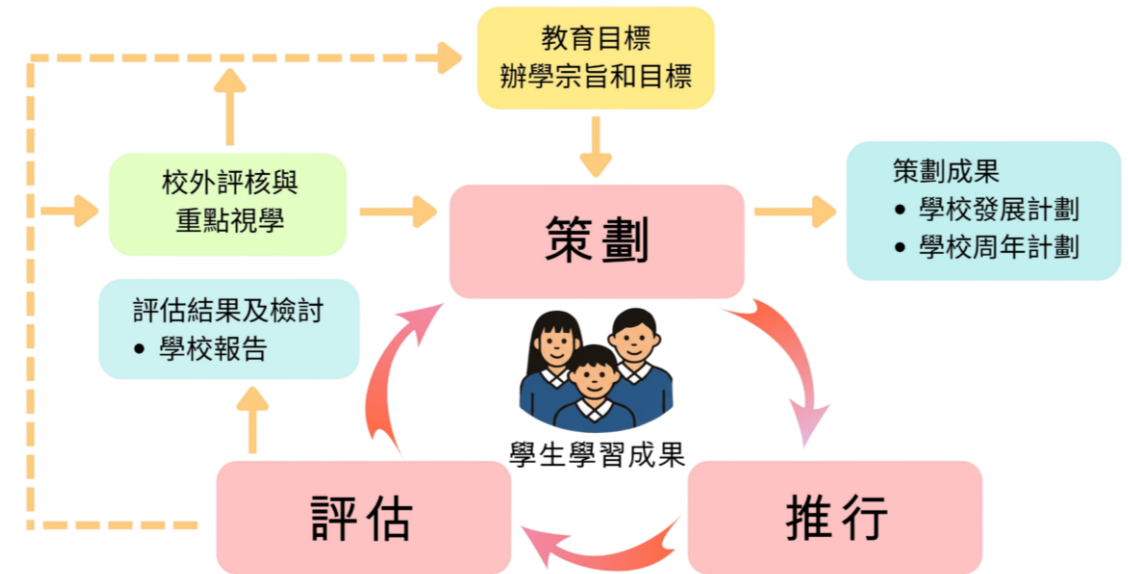 教育目標
辦學宗旨和目標
校外評核與
重點視學
策劃
策劃成果
• 學校發展計劃
• 學校周年計劃
評估結果及檢討
• 學校報告
學生學習成果
評估
推行